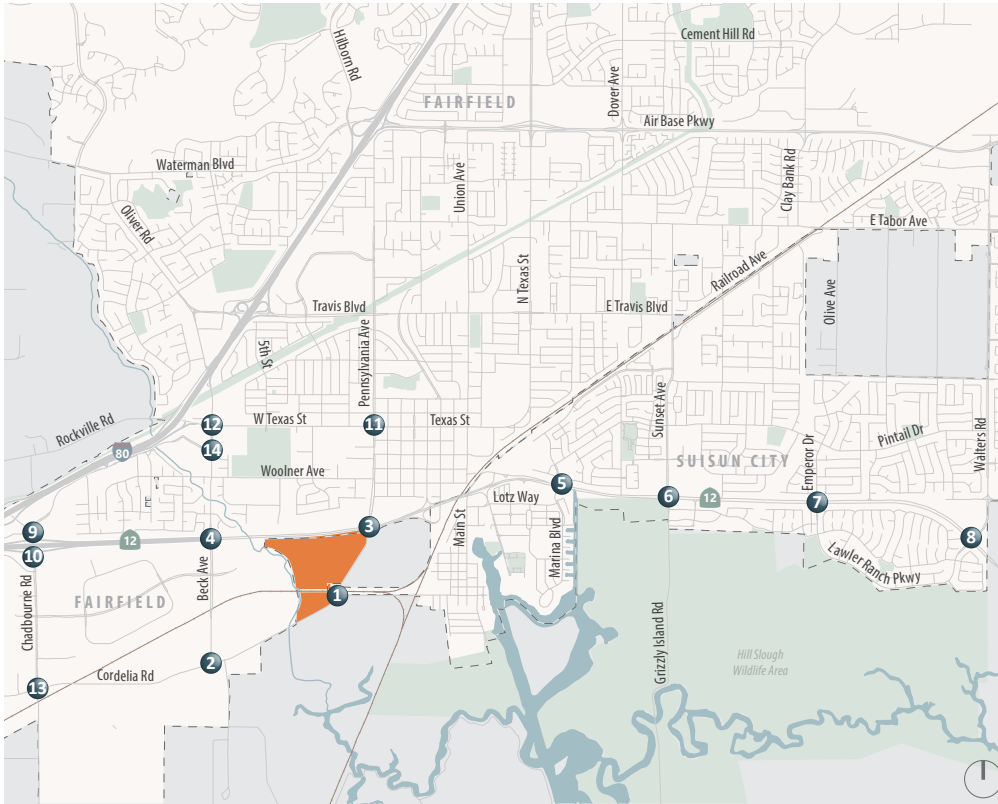 Cement Hill Rd
Hilborn Rd
Dover Ave
FAIRFIELD
Air Base Pkwy
Waterman Blvd
Union Ave
Clay Bank Rd
Oliver Rd
E Tabor Ave
N Texas St
Railroad Ave
Olive Ave
Travis Blvd
E Travis Blvd
5th St
Pennsylvania Ave
Sunset Ave
12
W Texas St
11
Texas St
Rockville Rd
Pintail Dr
Walters Rd
80
14
Woolner Ave
SUISUN CITY
Emperor Dr
5
Lotz Way
6
12
7
9
3
Main St
12
4
8
10
Marina Blvd
Lawler Ranch Pkwy
Beck Ave
Chadbourne Rd
FAIRFIELD
1
Grizzly Island Rd
2
Hill Slough
Wildlife Area
Cordelia Rd
13